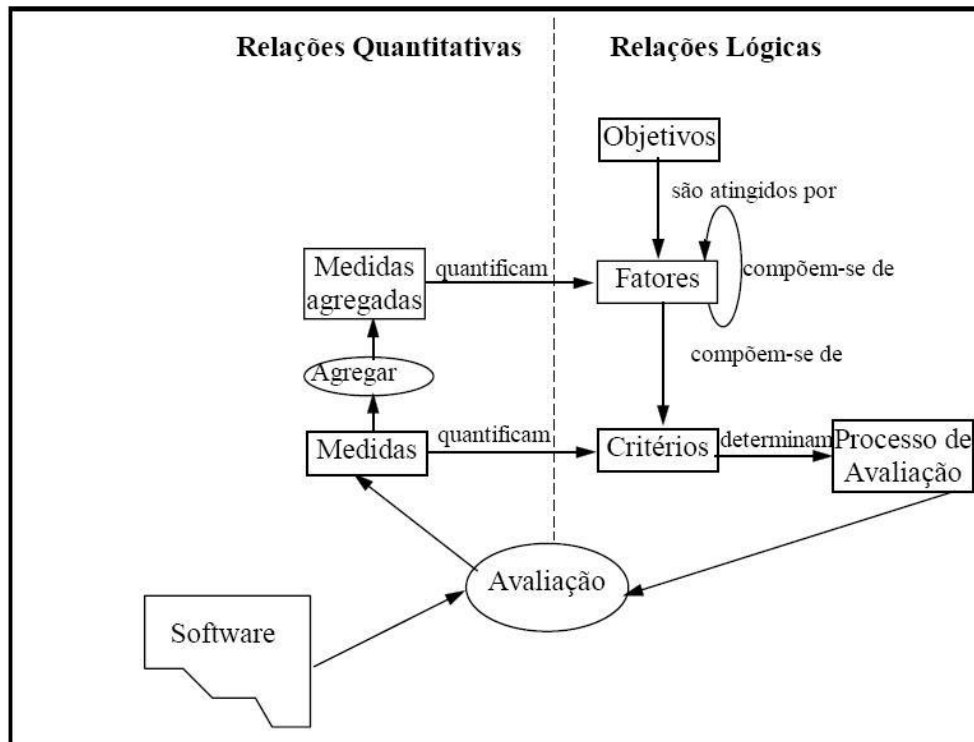 Relações Quantitativas
Relações Lógicas
Objetivos
são atingidos por
Medidas
agregadas
quantificam
Fatores
compõem-se de
compõem-se de
Agregar
Medidas
quantificam
Critérios
determinam
Processo de
Avaliação
Avaliação
Software